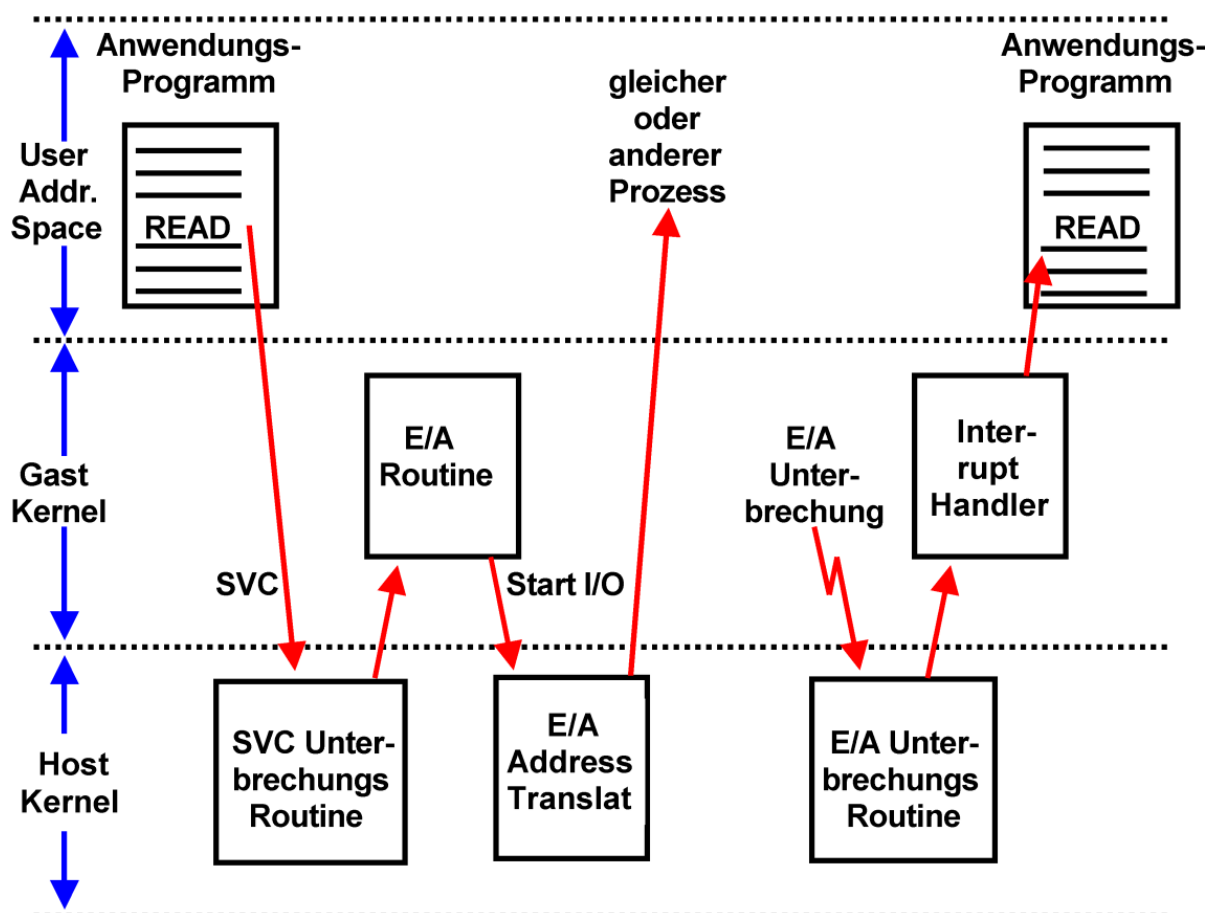 Anwendungs-
Programm
gleicher
oder
anderer
Prozess
Anwendungs-
Programm
User
Addr.
Space
READ
READ
Gast
Kernel
E/A
Routine
E/A
Unter-
brechung
Inter-
rrupt
Handler
SVC
Start I/O
Host
Kernel
SVC Unter-
brechungs
Routine
E/A
Address
Translat
E/A Unter-
brechungs
Routine